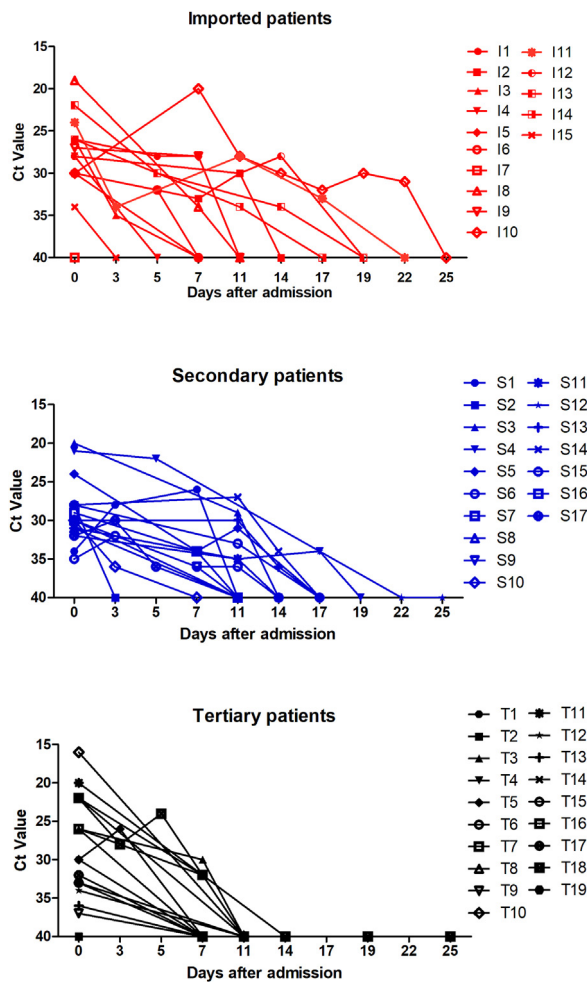 Imported patients
15
20
25
30
35
40
Ct Value
0 3 5 7 11 14 17 19 22 25
Days after admission
I1
I2
I3
I4
I5
I6
I7
I8
I9
I10
I11
I12
I13
I14
I15
Secondary patients
15
20
25
30
35
40
Ct Value
0 3 5 7 11 14 17 19 22 25
Days after admission
S1
S2
S3
S4
S5
S6
S7
S8
S9
S10
S11
S12
S13
S14
S15
S16
S17
Tertiary patients
15
20
25
30
35
40
Ct Value
0 3 5 7 11 14 17 19 22 25
Days after admission
T1
T2
T3
T4
T5
T6
T7
T8
T9
T10
T11
T12
T13
T14
T15
T16
T17
T18
T19